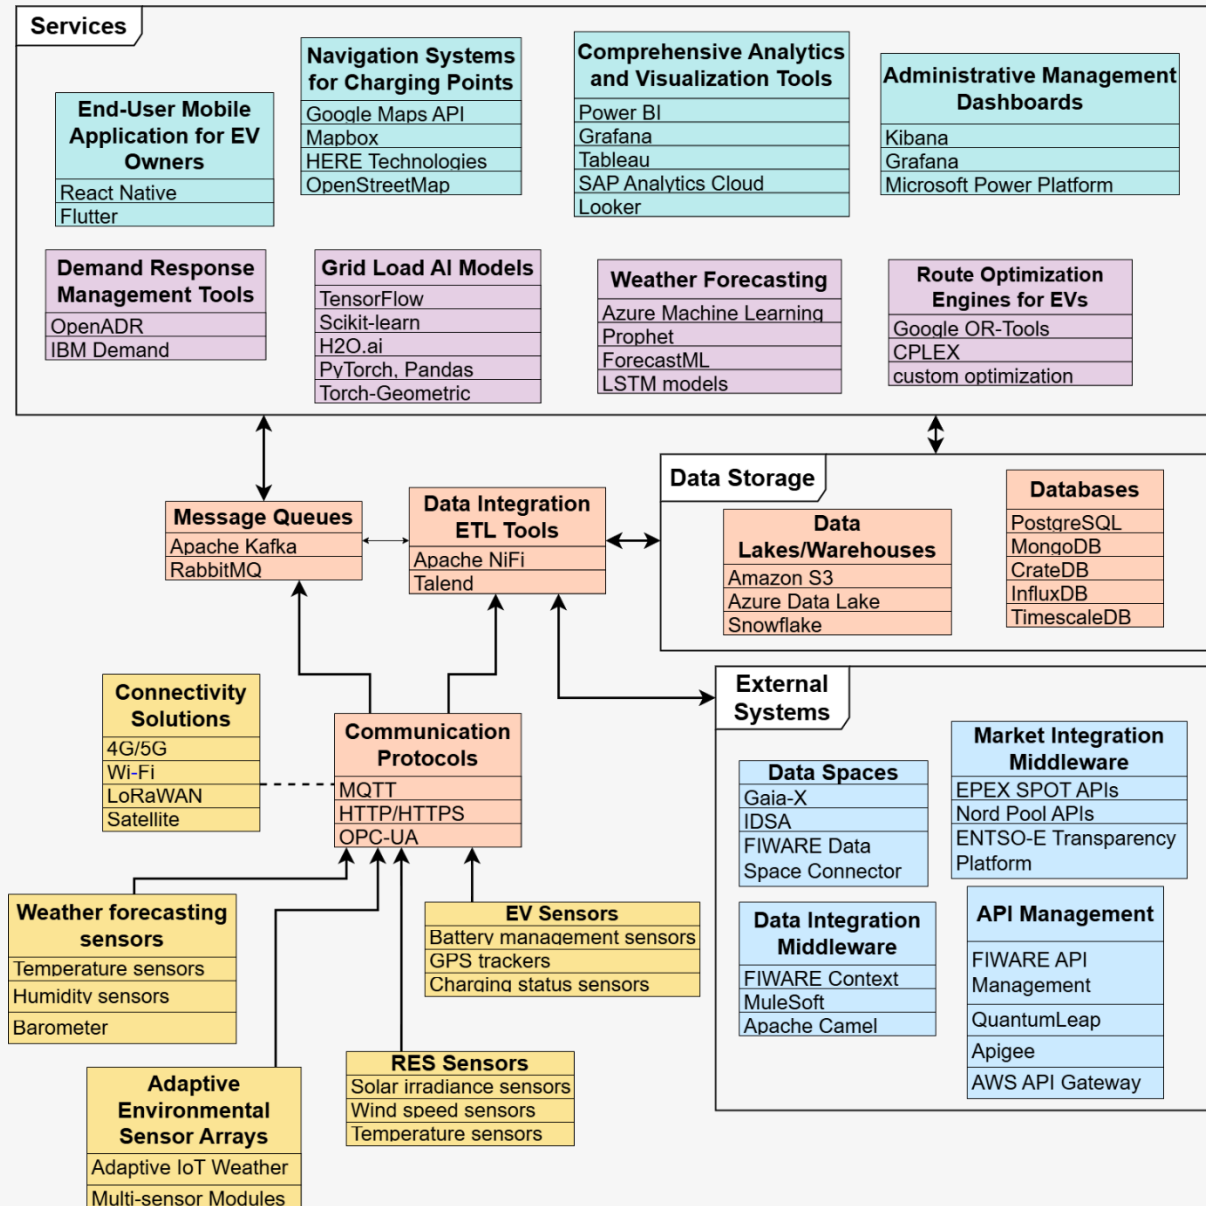 Services
End-User Mobile
Application for EV
Owners
React Native
Flutter
Navigation Systems
for Charging Points
Google Maps API
Mapbox
HERE Technologies
OpenStreetMap
Comprehensive Analytics
and Visualization Tools
Power BI
Grafana
Tableau
SAP Analytics Cloud
Looker
Administrative Management
Dashboards
Kibana
Grafana
Microsoft Power Platform
Demand Response
Management Tools
OpenADR
IBM Demand
Grid Load AI Models
TensorFlow
Scikit-learn
H2O.ai
PyTorch, Pandas
Torch-Geometric
Weather Forecasting
Azure Machine Learning
Prophet
ForecastML
LSTM models
Route Optimization
Engines for EVs
Google OR-Tools
CPLEX
custom optimization
Message Queues
Apache Kafka
RabbitMQ
Data Integration
ETL Tools
Apache NiFi
Talend
Data Storage
Data
Lakes/Warehouses
Amazon S3
Azure Data Lake
Snowflake
Databases
PostgreSQL
MongoDB
CrateDB
InfluxDB
TimescaleDB
Connectivity
Solutions
4G/5G
Wi-Fi
LoRaWAN
Satellite
Communication
Protocols
MQTT
HTTP/HTTPS
OPC-UA
External
Systems
Data Spaces
Gaia-X
IDSA
FIWARE Data
Space Connector
Market Integration
Middleware
EPEX SPOT APIs
Nord Pool APIs
ENTSO-E Transparency
Platform
Data Integration
Middleware
FIWARE Context
MuleSoft
Apache Camel
API Management
FIWARE API
Management
QuantumLeap
Apigee
AWS API Gateway
Weather forecasting
sensors
Temperature sensors
Humidity sensors
Barometer
EV Sensors
Battery management sensors
GPS trackers
Charging status sensors
Adaptive
Environmental
Sensor Arrays
Adaptive IoT Weather
Multi-sensor Modules
RES Sensors
Solar irradiance sensors
Wind speed sensors
Temperature sensors